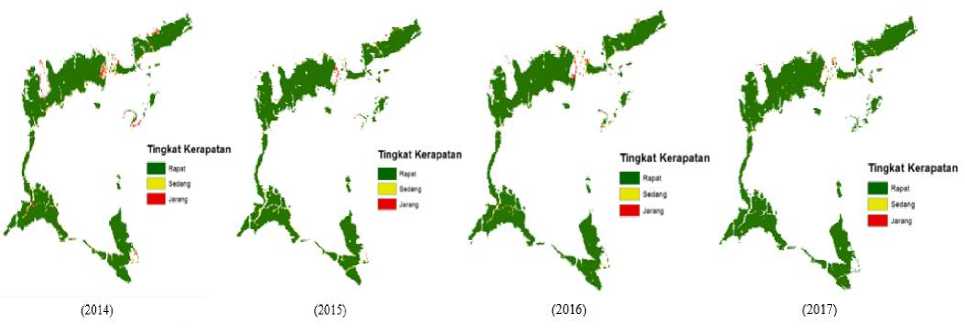 Tingkat Kerapatan
Rapat
Sedang
Jarang
(2014)
Tingkat Kerapatan
Rapat
Sedang
Jarang
(2015)
Tingkat Kerapatan
Rapat
Sedang
Jarang
(2016)
Tingkat Kerapatan
Rapat
Sedang
Jarang
(2017)